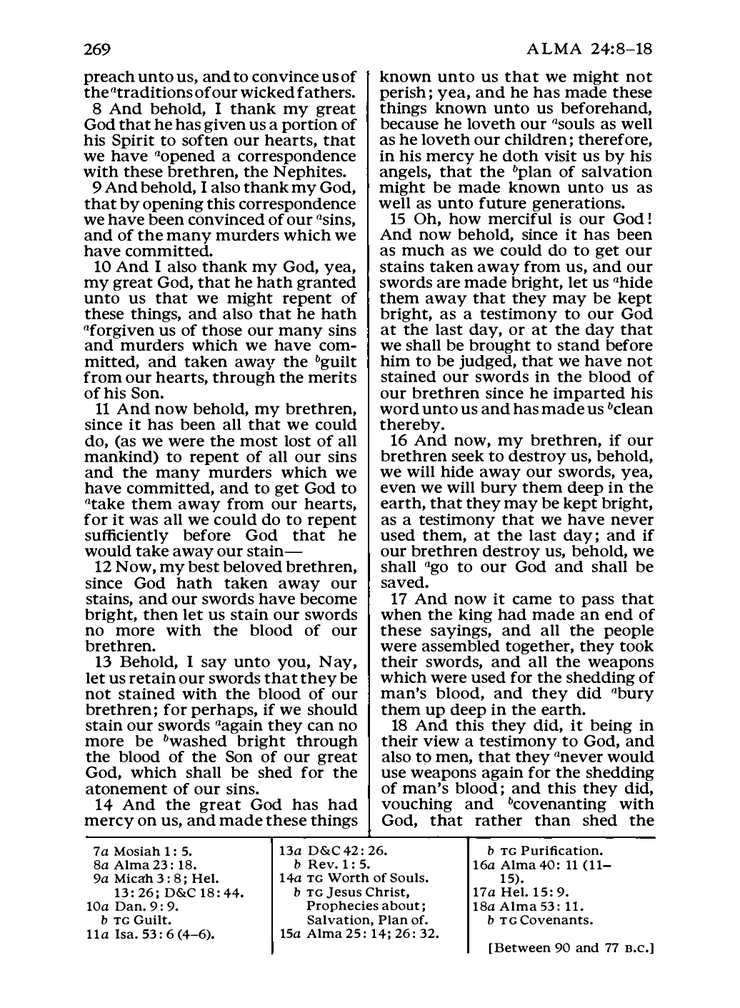 269
ALMA 24:8–18
preach unto us, and to convince us of
the atraditions of our wicked fathers.
8 And behold, I thank my great
God that he has given us a portion of
his Spirit to soften our hearts, that
we have aopened a correspondence
with these brethren, the Nephites.
9 And behold, I also thank my God,
that by opening this correspondence
we have been convinced of our asins,
and of the many murders which we
have committed.
10 And I also thank my God, yea,
my great God, that he hath granted
unto us that we might repent of
these things, and also that he hath
aforgiven us of those our many sins
and murders which we have com-
mitted, and taken away the bguilt
from our hearts, through the merits
of his Son.
11 And now behold, my brethren,
since it has been all that we could
do, (as we were the most lost of all
mankind) to repent of all our sins
and the many murders which we
have committed, and to get God to
atake them away from our hearts,
for it was all we could do to repent
sufficiently before God that he
would take away our stain—
12 Now, my best beloved brethren,
since God hath taken away our
stains, and our swords have become
bright, then let us stain our swords
no more with the blood of our
brethren.
13 Behold, I say unto you, Nay,
let us retain our swords that they be
not stained with the blood of our
brethren; for perhaps, if we should
stain our swords aagain they can no
more be bwashed bright through
the blood of the Son of our great
God, which shall be shed for the
atonement of our sins.
14 And the great God has had
mercy on us, and made these things
known unto us that we might not
perish; yea, and he has made these
things known unto us beforehand,
because he loveth our asouls as well
as he loveth our children; therefore,
in his mercy he doth visit us by his
angels, that the bplan of salvation
might be made known unto us as
well as unto future generations.
15 Oh, how merciful is our God!
And now behold, since it has been
as much as we could do to get our
stains taken away from us, and our
swords are made bright, let us ahide
them away that they may be kept
bright, as a testimony to our God
at the last day, or at the day that
we shall be brought to stand before
him to be judged, that we have not
stained our swords in the blood of
our brethren since he imparted his
word unto us and has made us bclean
thereby.
16 And now, my brethren, if our
brethren seek to destroy us, behold,
we will hide away our swords, yea,
even we will bury them deep in the
earth, that they may be kept bright,
as a testimony that we have never
used them, at the last day; and if
our brethren destroy us, behold, we
shall ago to our God and shall be
saved.
17 And now it came to pass that
when the king had made an end of
these sayings, and all the people
were assembled together, they took
their swords, and all the weapons
which were used for the shedding of
man's blood, and they did abury
them up deep in the earth.
18 And this they did, it being in
their view a testimony to God, and
also to men, that they anever would
use weapons again for the shedding
of man's blood; and this they did,
vouching and bcovenanting with
God, that rather than shed the
7a Mosiah 1: 5.
8a Alma 23: 18.
9a Micah 3: 8; Hel.
13: 26; D&C 18: 44.
10a Dan. 9: 9.
b TG Guilt.
11a Isa. 53: 6 (4–6).
13a D&C 42: 26.
b Rev. 1: 5.
14a TG Worth of Souls.
b TG Jesus Christ,
Prophecies about;
Salvation, Plan of.
15a Alma 25: 14; 26: 32.
b TG Purification.
16a Alma 40: 11 (11–
15).
17a Hel. 15: 9.
18a Alma 53: 11.
b TG Covenants.
[Between 90 and 77 B.C.]